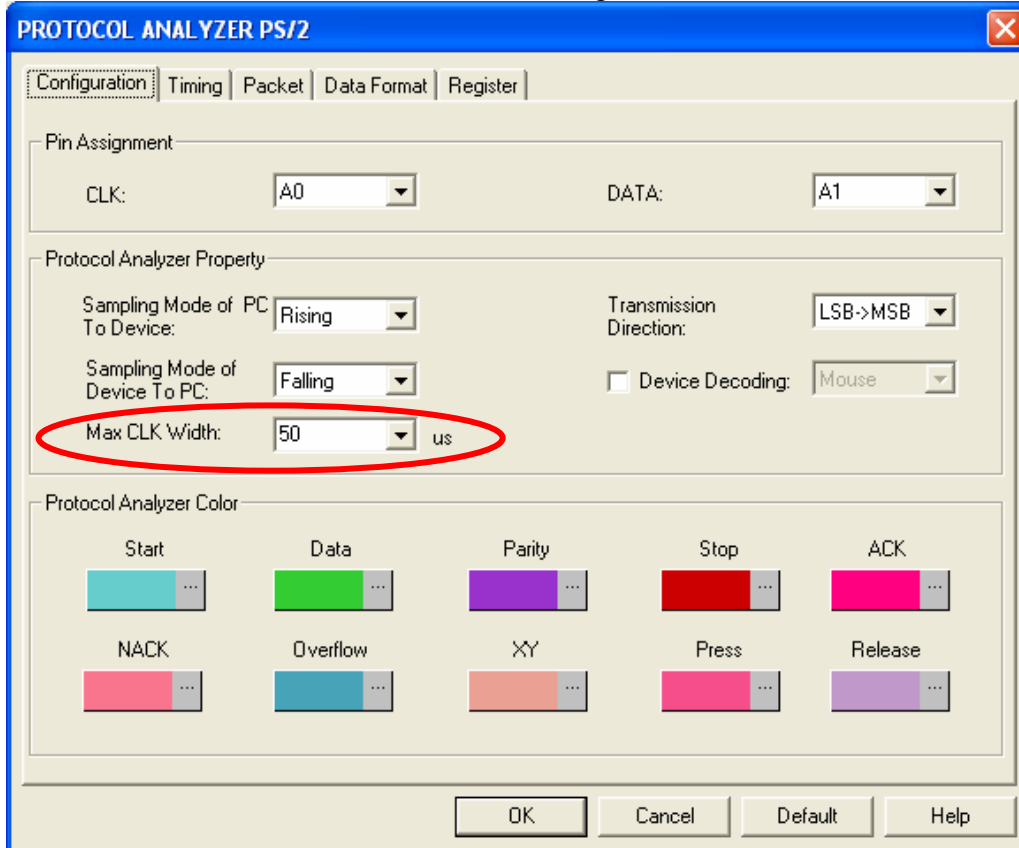 PROTOCOL ANALYZER PS/2
Configuration Timing Packet Data Format Register
Pin Assignment
CLK: A0 DATA: A1
Protocol Analyzer Property
Sampling Mode of PC To Device: Rising
Transmission Direction: LSB->MSB
Sampling Mode of Device To PC: Falling
Device Decoding: Mouse
Max CLK Width: 50 us
Protocol Analyzer Color
Start Data Parity Stop ACK
... ... ... ... ...
NACK Overflow XY Press Release
... ... ... ... ...
OK Cancel Default Help